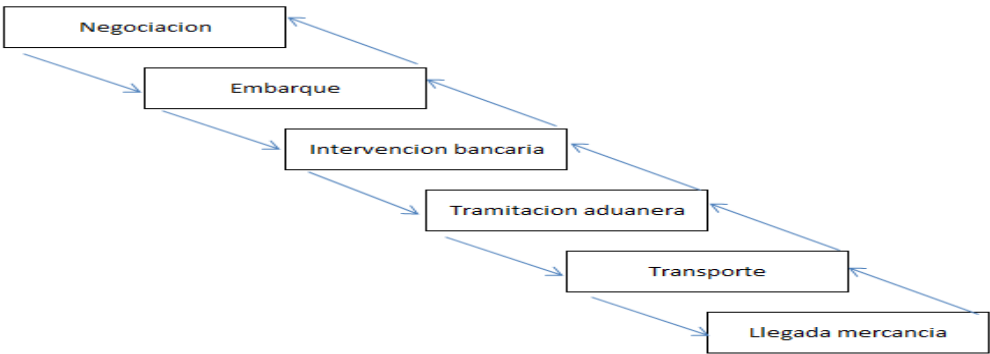 Negociacion
Embarque
Intervencion bancaria
Tramitacion aduanera
Transporte
Llegada mercancia